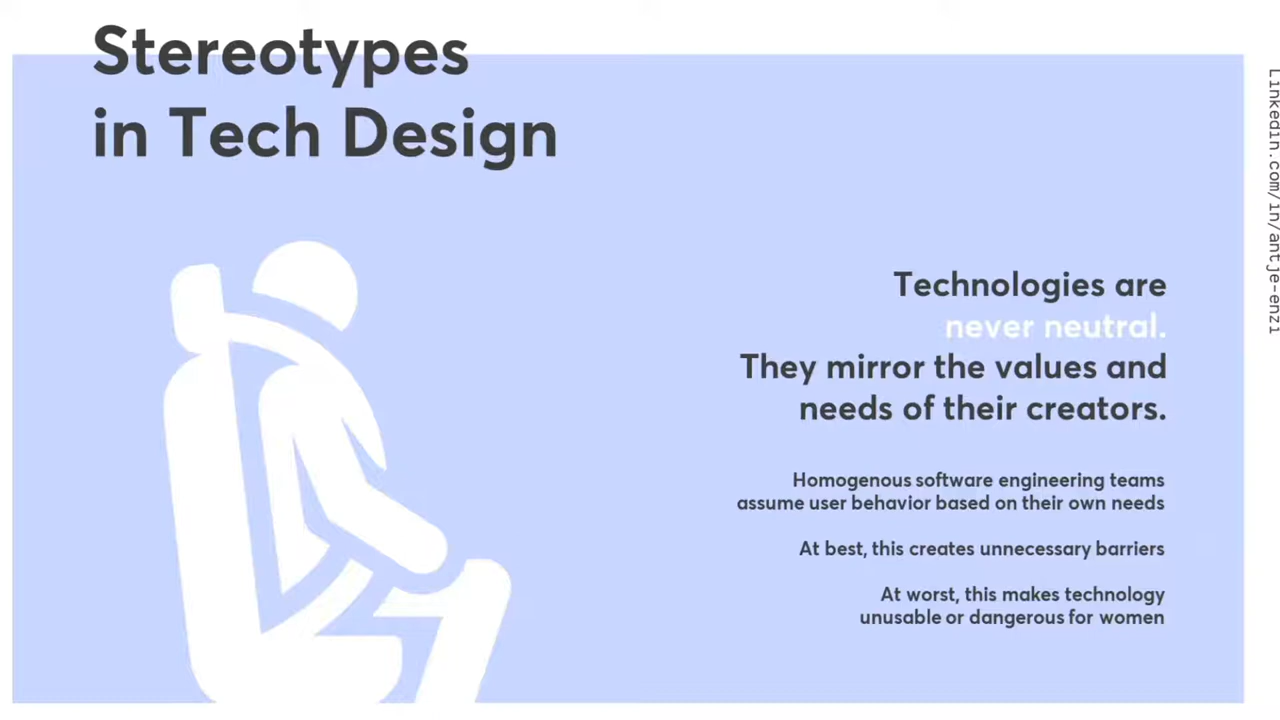 Stereotypes
in Tech Design
Technologies are
never neutral.
They mirror the values and
needs of their creators.
Homogenous software engineering teams
assume user behavior based on their own needs
At best, this creates unnecessary barriers
At worst, this makes technology
unusable or dangerous for women
Linkedin.com/in/antje-enzi